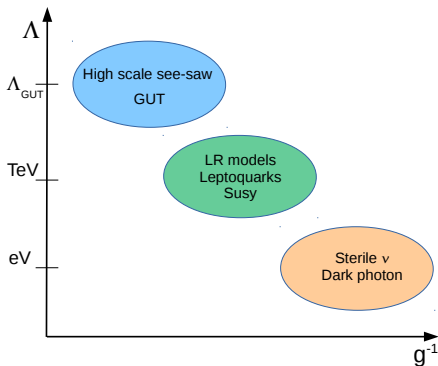 Λ
High scale see-saw
GUT
Λ_GUT
LR models
Leptoquarks
Susy
TeV
Sterile ν
Dark photon
eV
g⁻¹